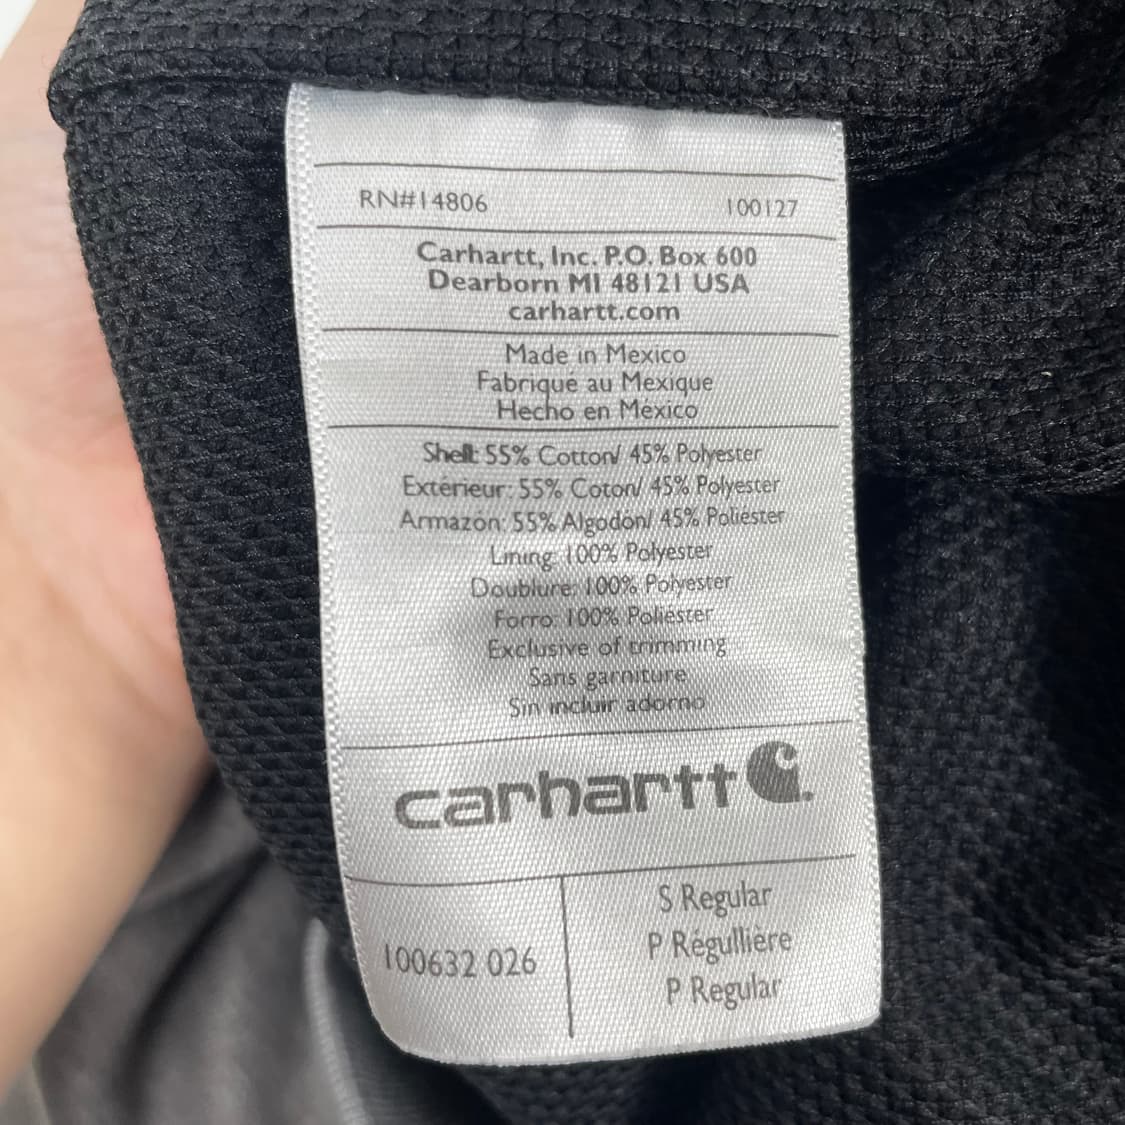 RN#14806 100127
Carhartt, Inc. P.O. Box 600
Dearborn MI 48121 USA
carhartt.com
Made in Mexico
Fabriqué au Mexique
Hecho en México
Shell: 55% Cotton/ 45% Polyester
Extérieur: 55% Coton/ 45% Polyester
Armazón: 55% Algodón/ 45% Poliéster
Lining: 100% Polyester
Doublure: 100% Polyester
Forro: 100% Poliéster
Exclusive of trimming
Sans garniture
Sin incluir adorno
carhartt
100632 026
S Regular
P Régullière
P Regular